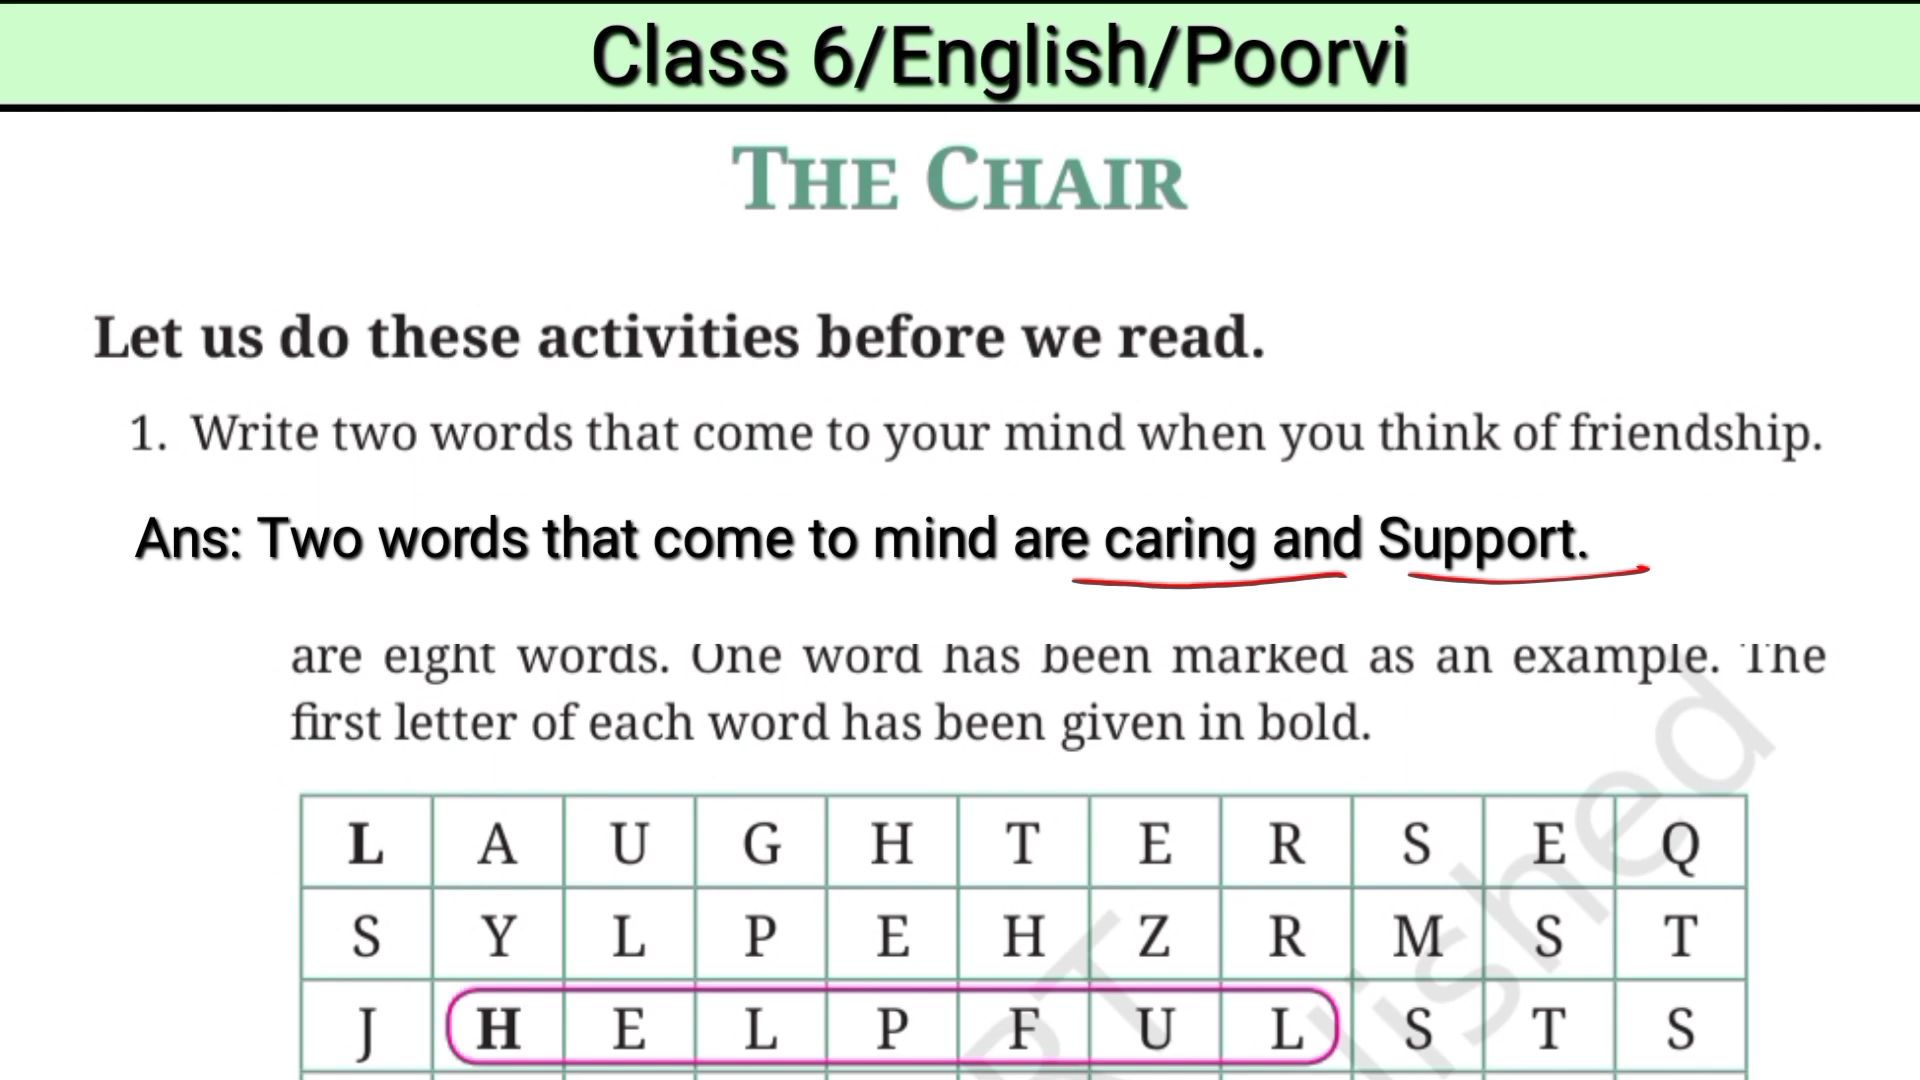 Class 6/English/Poorvi
THE CHAIR
Let us do these activities before we read.
1. Write two words that come to your mind when you think of friendship.
Ans: Two words that come to mind are caring and Support.
are eight words. One word has been marked as an example. The
first letter of each word has been given in bold.
L A U G H T E R S E Q
S Y L P E H Z R M S T
J H E L P F U L S T S